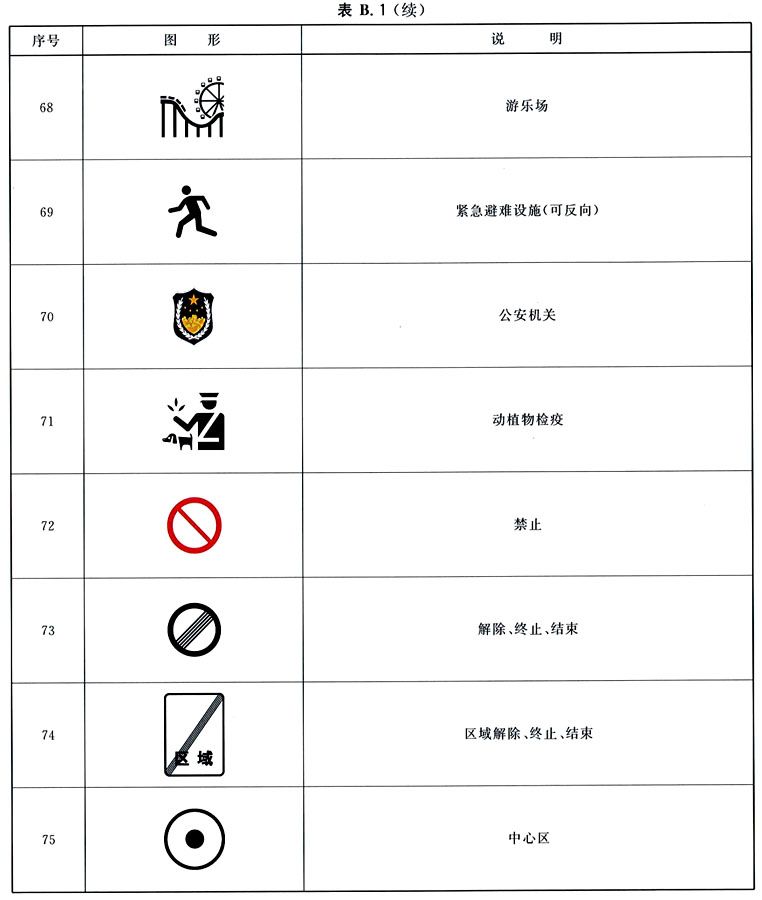 表 B.1(续)
序号 图 形 说 明
68 游乐场
69 紧急避难设施(可反向)
70 公安机关
71 动植物检疫
72 禁止
73 解除、终止、结束
74 区域 区域解除、终止、结束
75 中心区